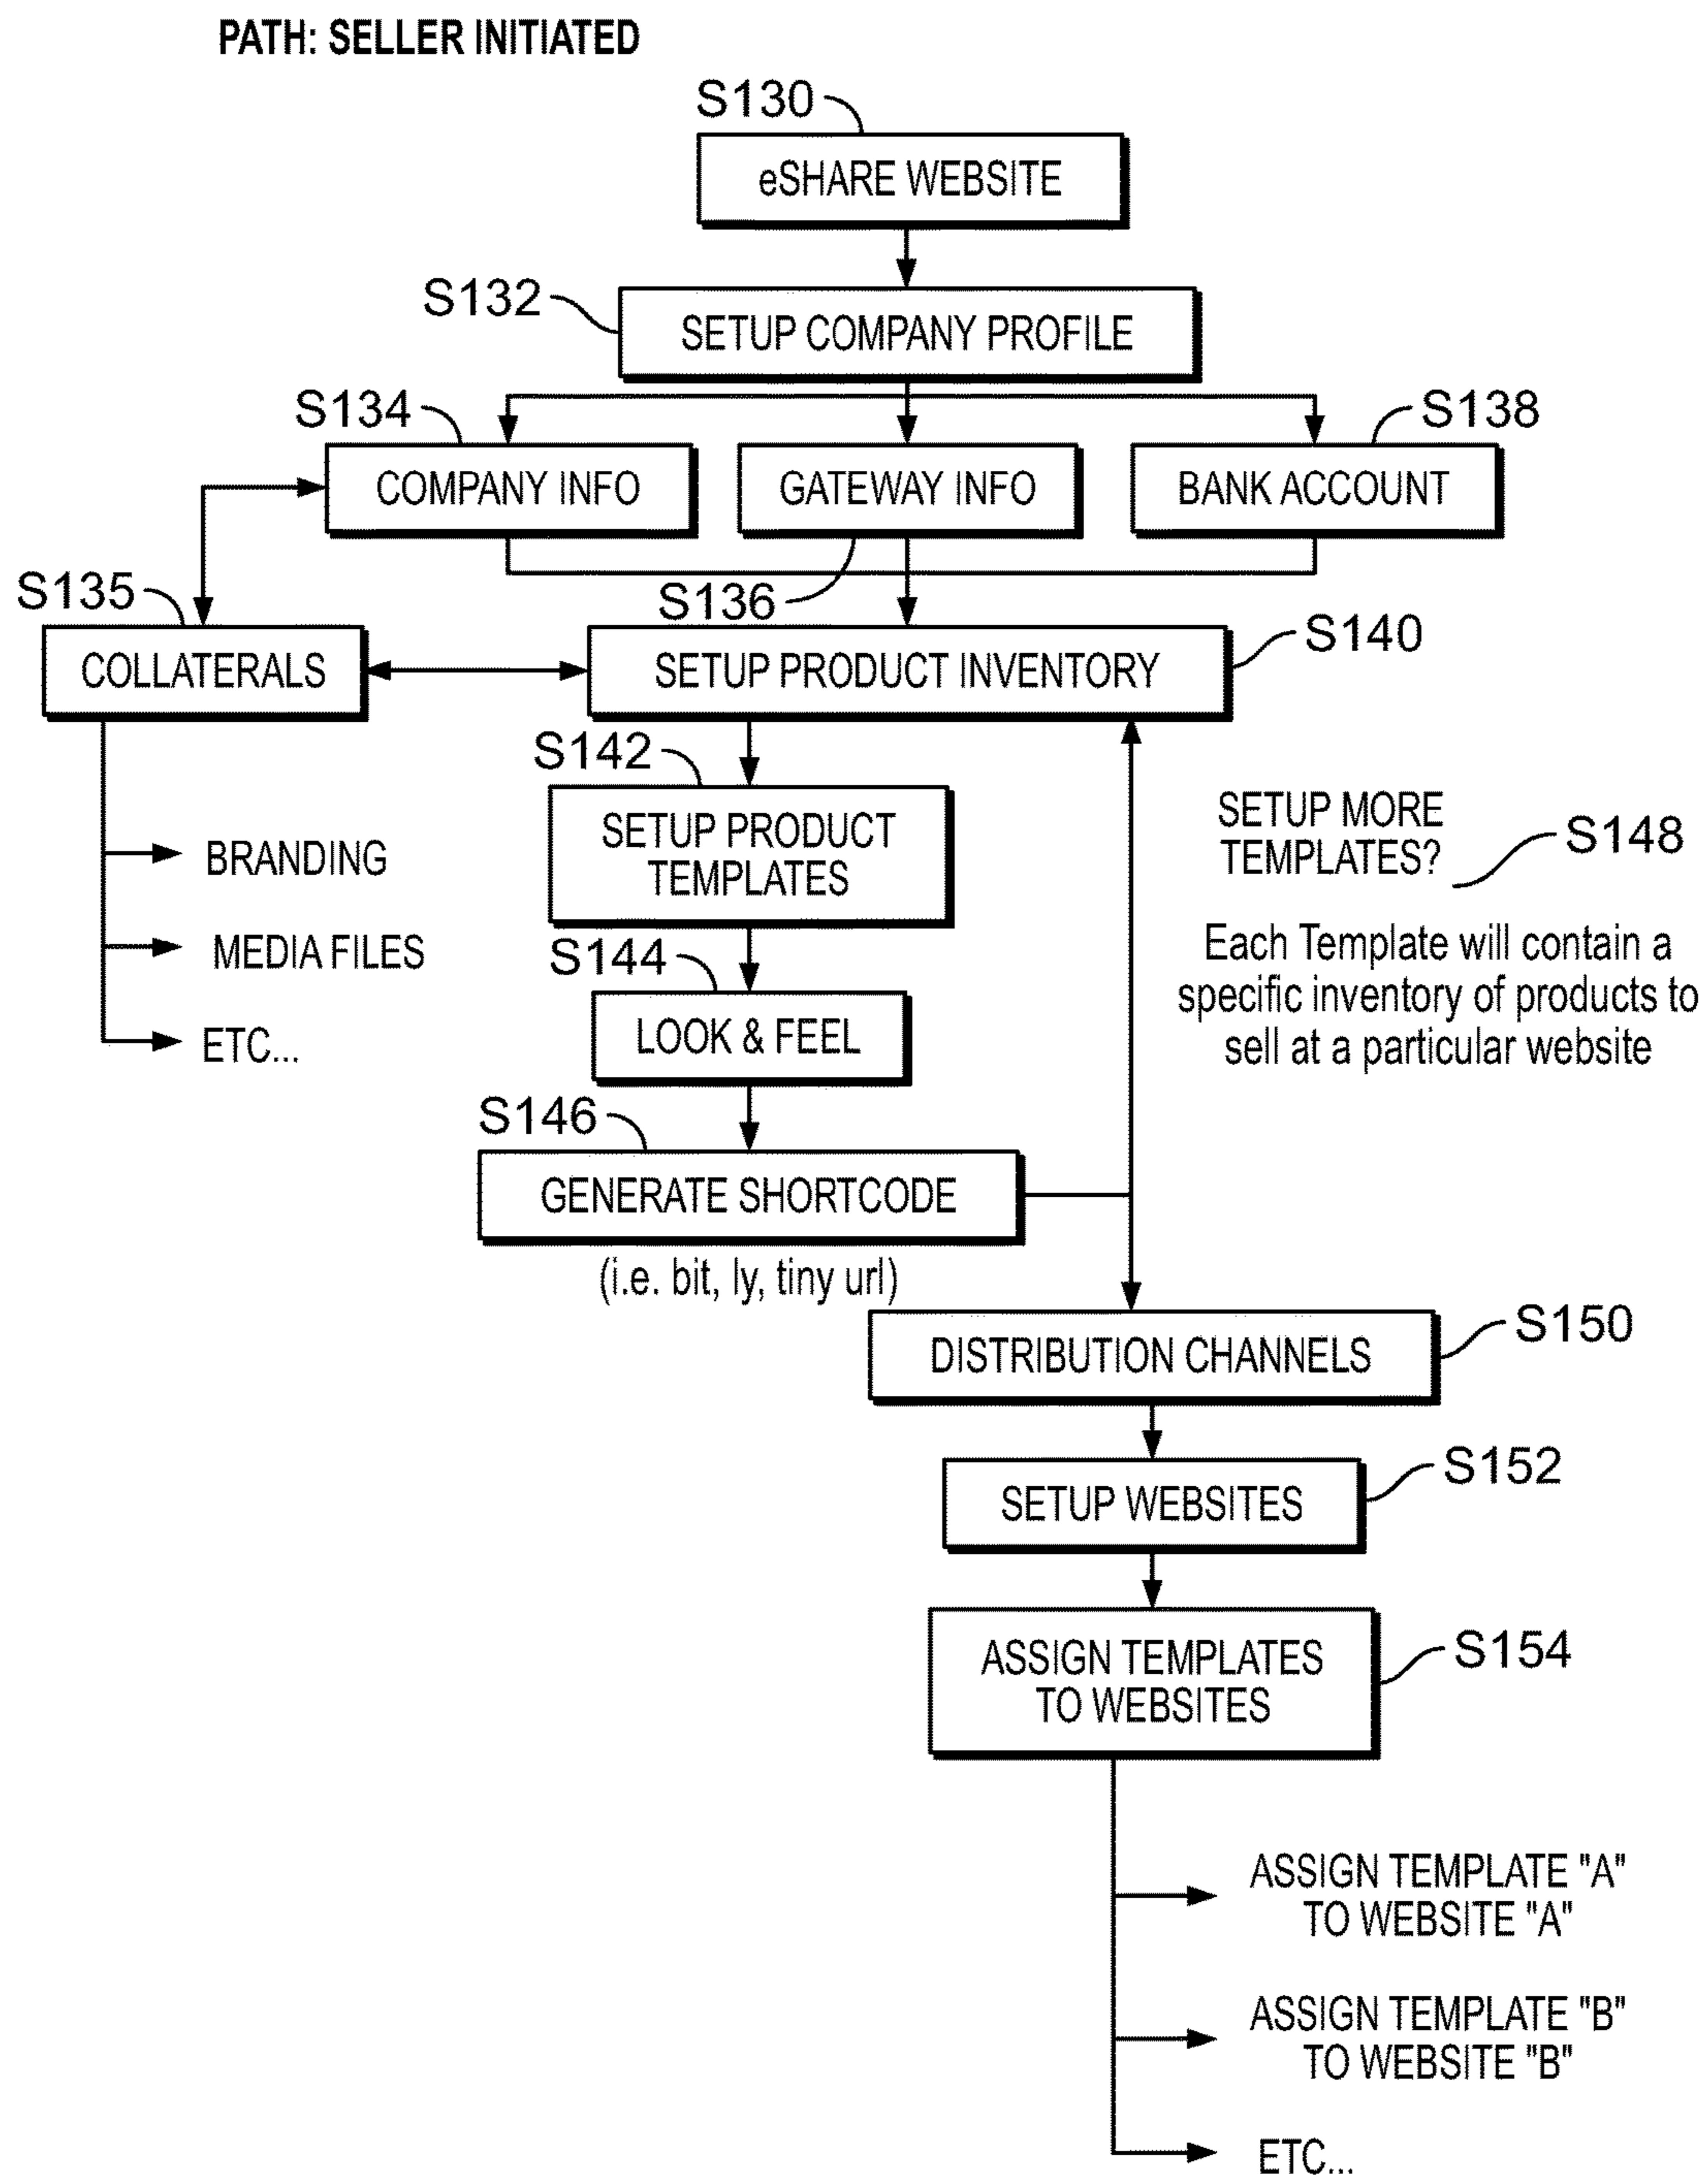 PATH: SELLER INITIATED
S130
eSHARE WEBSITE
S132
SETUP COMPANY PROFILE
S134
S138
COMPANY INFO
GATEWAY INFO
BANK ACCOUNT
S135
S136
S140
COLLATERALS
SETUP PRODUCT INVENTORY
S142
SETUP PRODUCT
TEMPLATES
BRANDING
MEDIA FILES
ETC...
SETUP MORE
TEMPLATES?
S148
Each Template will contain a
specific inventory of products to
sell at a particular website
S144
LOOK & FEEL
S146
GENERATE SHORTCODE
(i.e. bit, ly, tiny url)
S150
DISTRIBUTION CHANNELS
S152
SETUP WEBSITES
S154
ASSIGN TEMPLATES
TO WEBSITES
ASSIGN TEMPLATE "A"
TO WEBSITE "A"
ASSIGN TEMPLATE "B"
TO WEBSITE "B"
ETC...